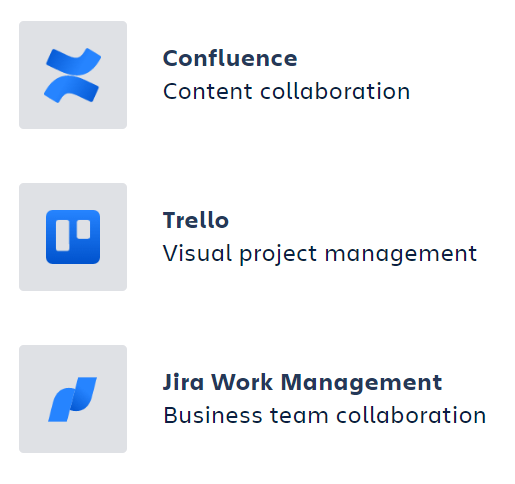 Confluence
Content collaboration
Trello
Visual project management
Jira Work Management
Business team collaboration